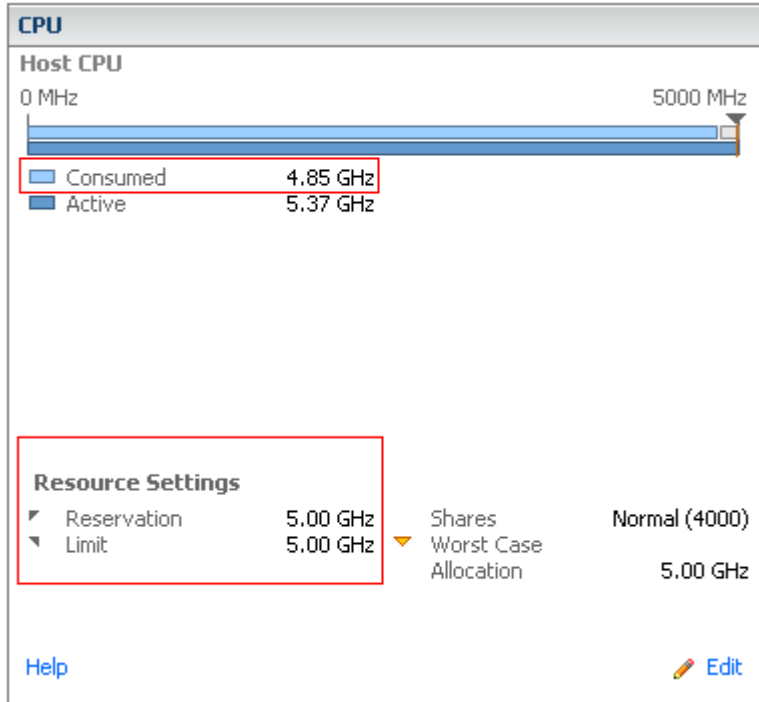 CPU
Host CPU
0 MHz 5000 MHz
Consumed 4.85 GHz
Active 5.37 GHz
Resource Settings
Reservation 5.00 GHz Shares Normal (4000)
Limit 5.00 GHz Worst Case
Allocation 5.00 GHz
Help Edit